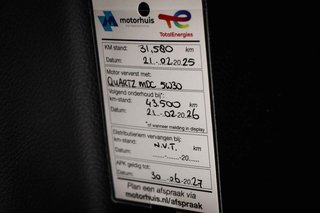 motorhuis
TotalEnergies
KM stand: 31.580 km
Datum: 21-02-2025
Motor ververst met:
QUARTZ MDC 5W30
Volgend onderhoud bij*:
km-stand: 43.500 km
Datum: 21-02-2026
*of wanneer melding in display
Distributieriem vervangen bij:
km-stand: N.V.T. km
Datum: ......-......-20......
APK geldig tot:
Datum: 30-06-2027
Plan een afspraak via
motorhuis.nl/afspraak